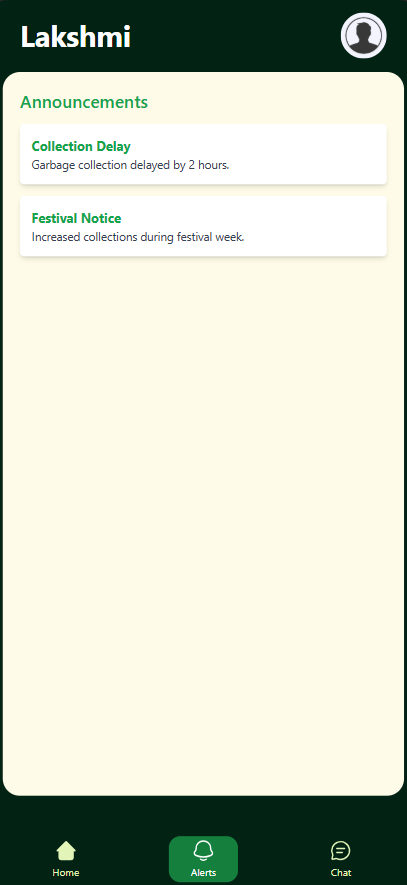 Lakshmi
Announcements
Collection Delay
Garbage collection delayed by 2 hours.
Festival Notice
Increased collections during festival week.
Home
Alerts
Chat